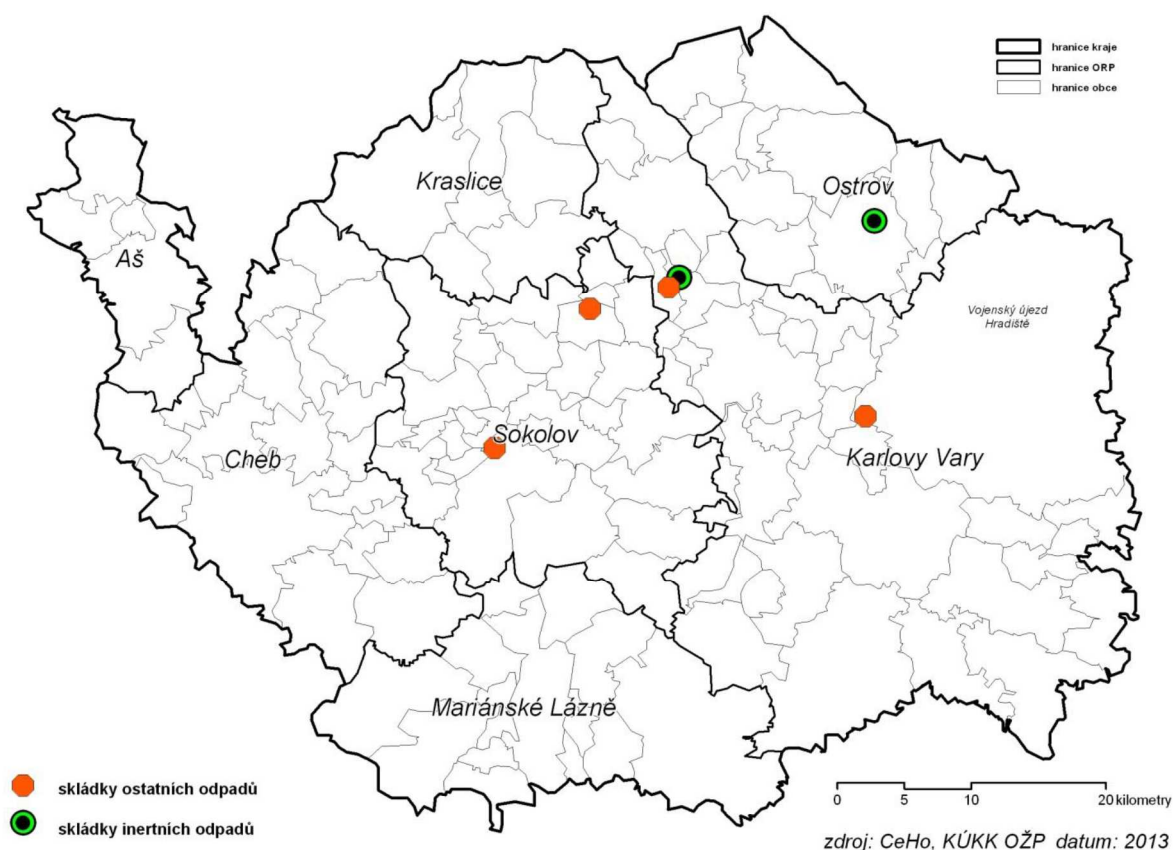 hranice kraje
hranice ORP
hranice obce
Kraslice
Ostrov
Aš
Vojenský újezd
Hradiště
Sokolov
Cheb
Karlovy Vary
Mariánské Lázně
skládky ostatních odpadů
skládky inertních odpadů
0 5 10 20 kilometry
zdroj: CeHo, KÚKK OŽP datum: 2013